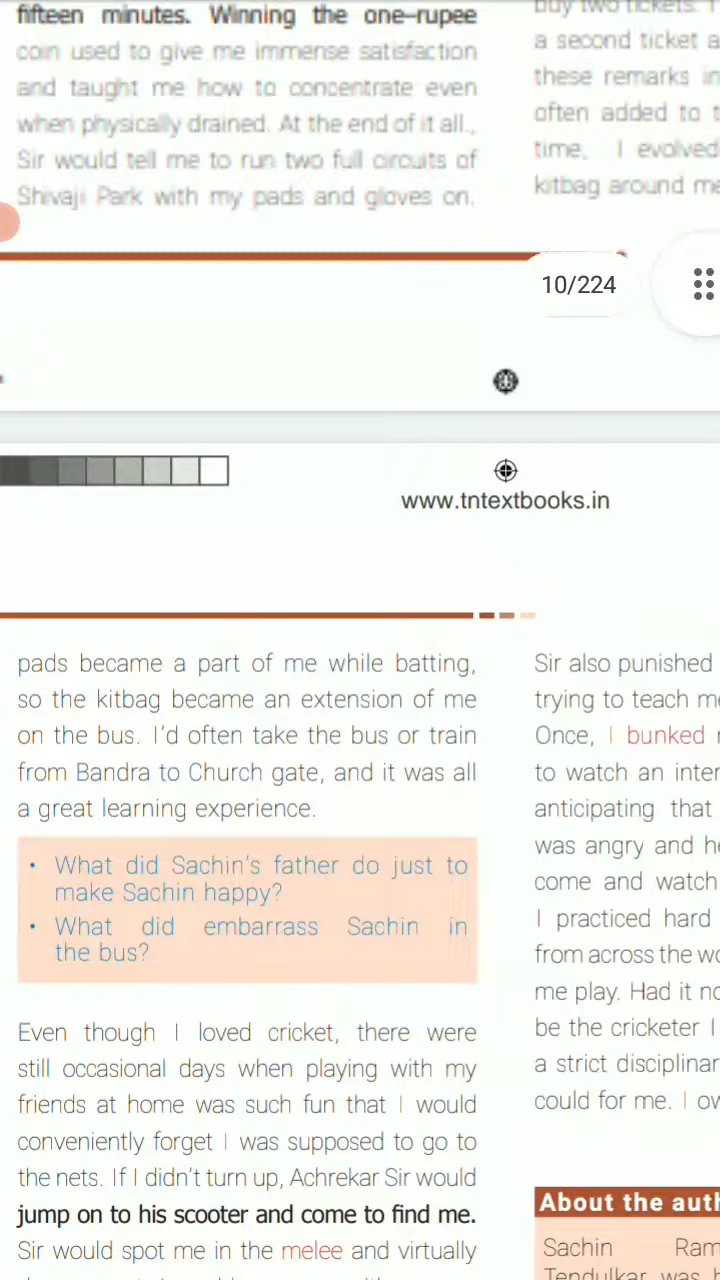 fifteen minutes. Winning the one-rupee
coin used to give me immense satisfaction
and taught me how to concentrate even
when physically drained. At the end of it all.,
Sir would tell me to run two full circuits of
Shivaji Park with my pads and gloves on.
buy two tickets.
a second ticket a
these remarks in
often added to
time, I evolved
kitbag around me
10/224
www.tntextbooks.in
pads became a part of me while batting,
so the kitbag became an extension of me
on the bus. I'd often take the bus or train
from Bandra to Church gate, and it was all
a great learning experience.
• What did Sachin's father do just to
make Sachin happy?
• What did embarrass Sachin in
the bus?
Even though I loved cricket, there were
still occasional days when playing with my
friends at home was such fun that I would
conveniently forget I was supposed to go to
the nets. If I didn't turn up, Achrekar Sir would
jump on to his scooter and come to find me.
Sir would spot me in the melee and virtually
Sir also punished
trying to teach me
Once, I bunked
to watch an inter
anticipating that
was angry and he
come and watch
I practiced hard
from across the wo
me play. Had it no
be the cricketer I
a strict disciplinar
could for me. I ow
About the auth
Sachin Ram
Tendulkar was b